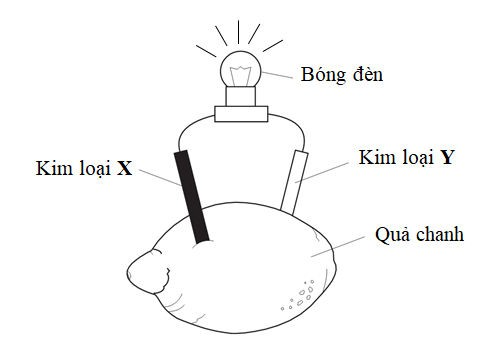 Bóng đèn
Kim loại X
Kim loại Y
Quả chanh